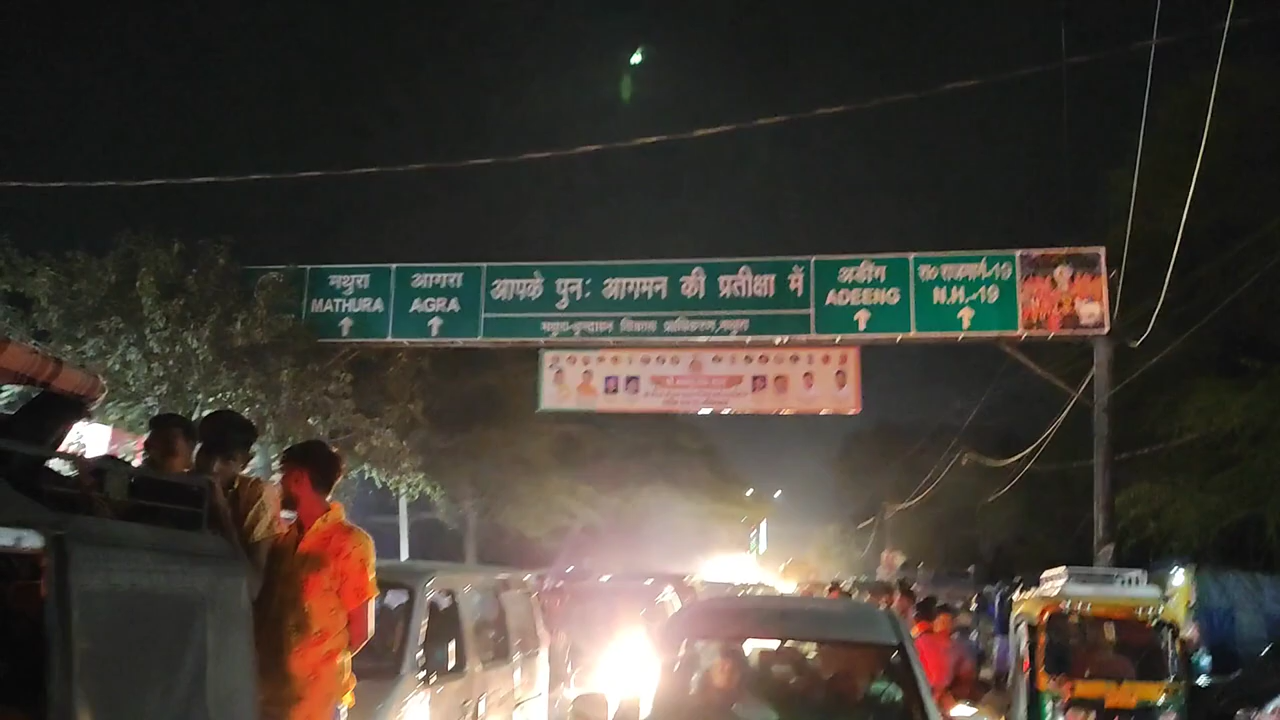 मथुरा
MATHURA
आगरा
AGRA
आपके पुनः आगमन की प्रतीक्षा में
मथुरा-वृन्दावन विकास प्राधिकरण, मथुरा
अडींग
ADEENG
रा० राजमार्ग-19
N.H.-19